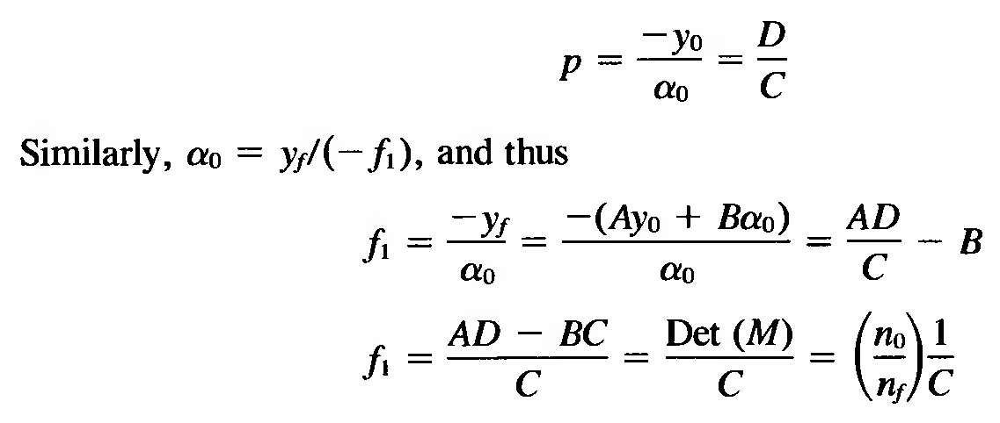 p = −y₀/α₀ = D/C
Similarly, α₀ = y_f/(−f₁), and thus
f₁ = −y_f/α₀ = −(Ay₀ + Bα₀)/α₀ = AD/C − B
f₁ = (AD − BC)/C = Det (M)/C = (n₀/n_f) 1/C